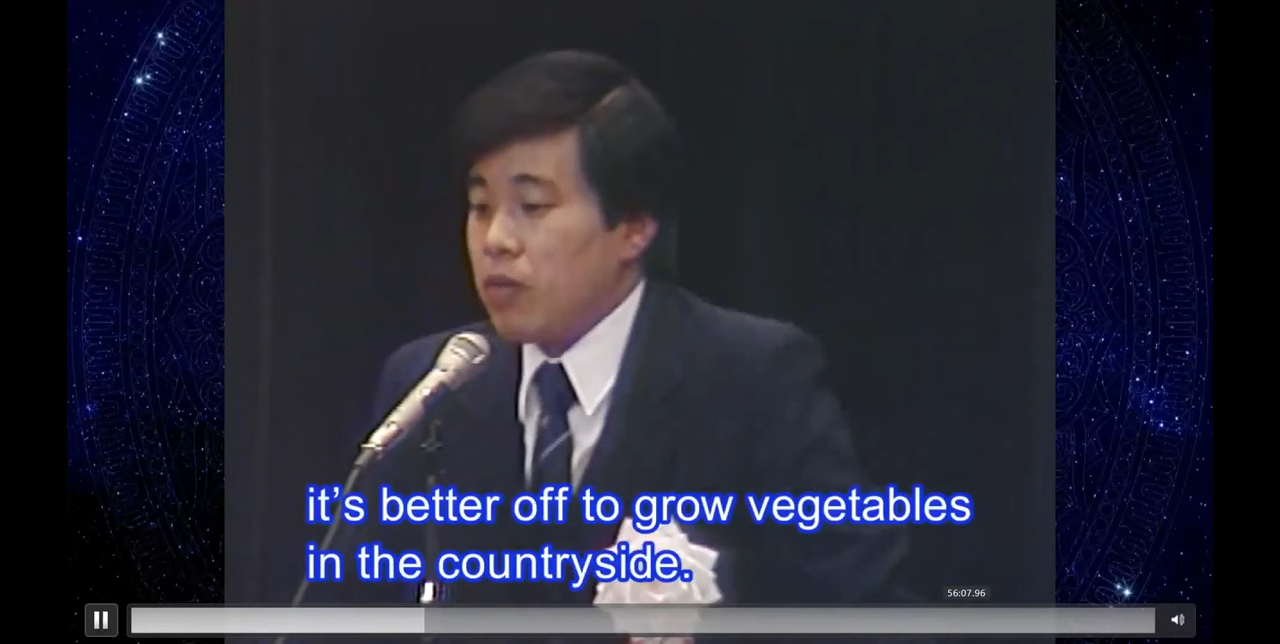 it’s better off to grow vegetables
in the countryside.
56:07.96